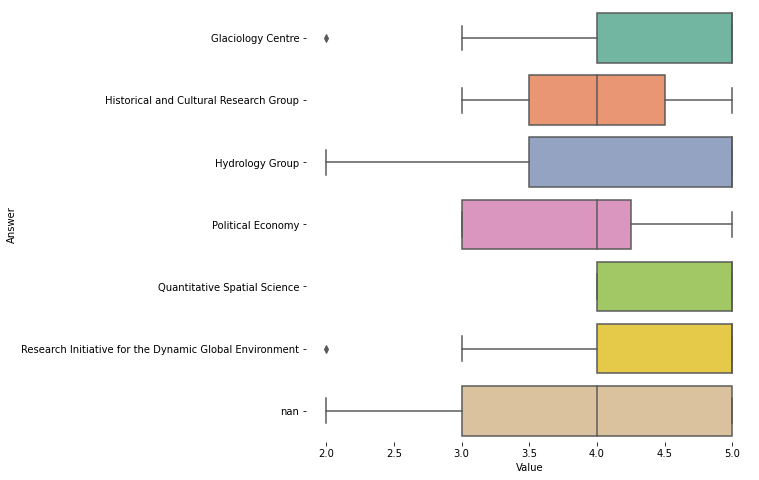 Glaciology Centre
Historical and Cultural Research Group
Hydrology Group
Political Economy
Quantitative Spatial Science
Research Initiative for the Dynamic Global Environment
nan
Answer
2.0 2.5 3.0 3.5 4.0 4.5 5.0
Value